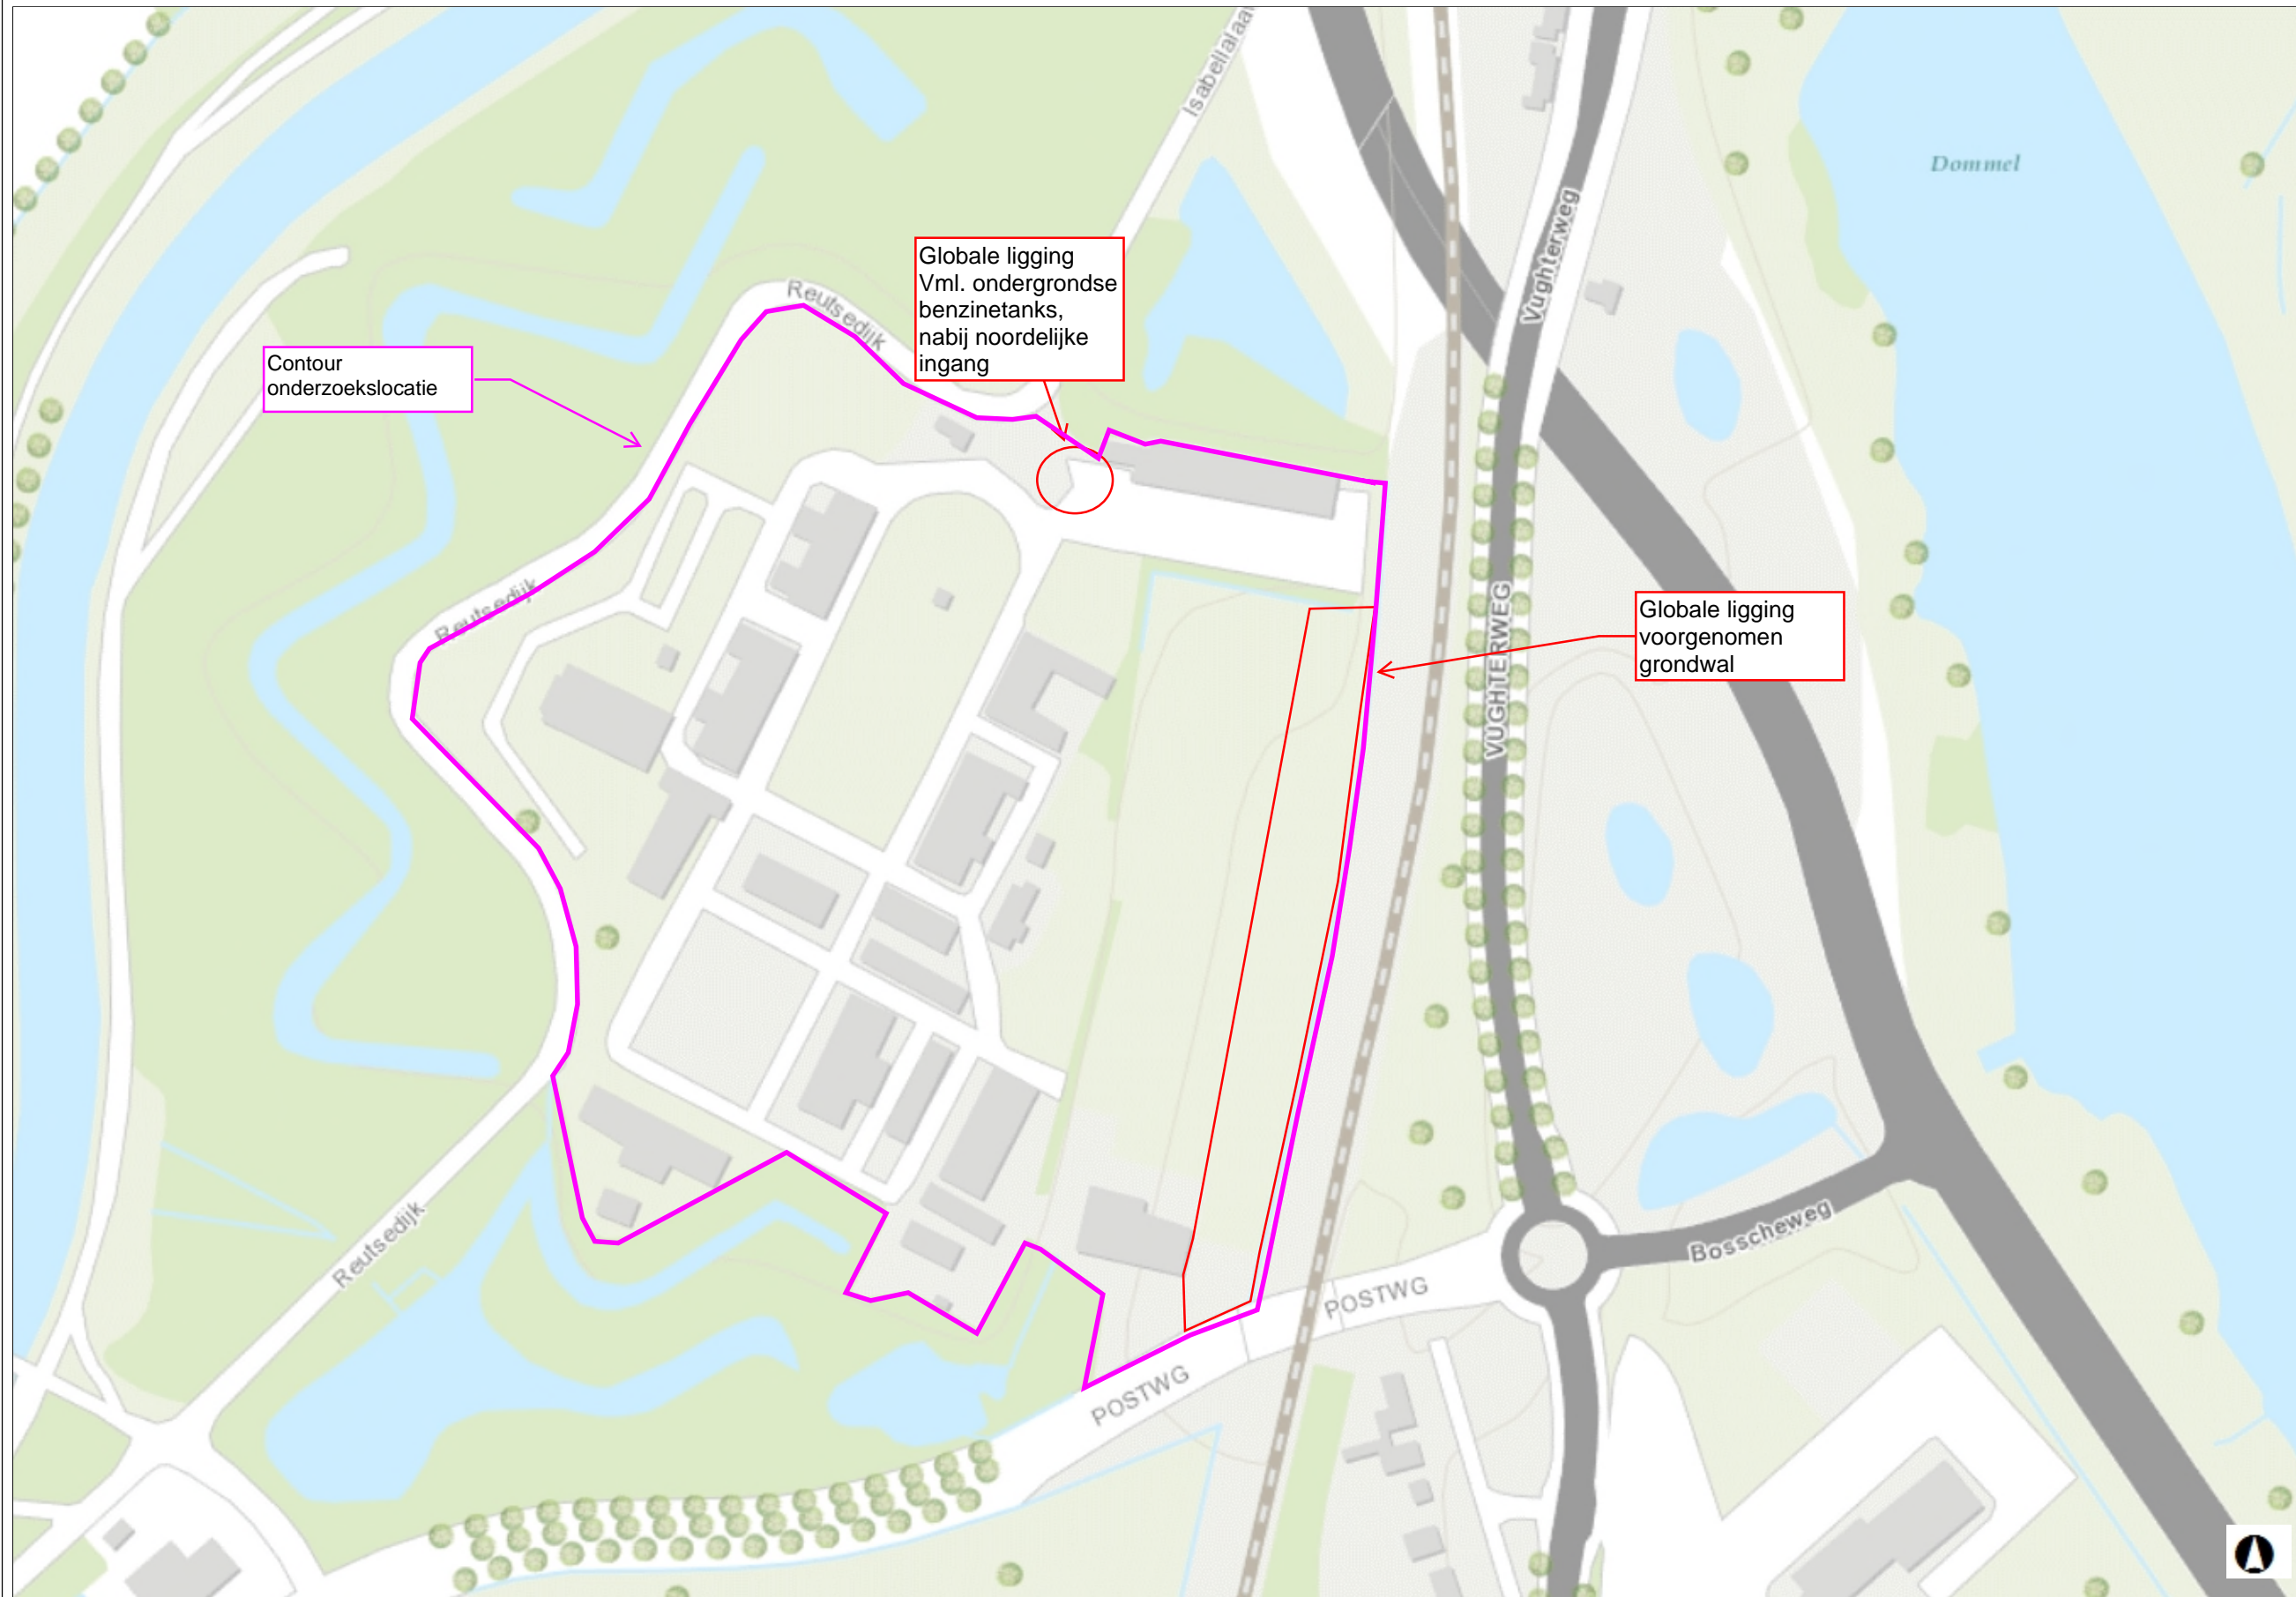 Isabellalaan
Dommel
Vughterweg
Globale ligging
Vml. ondergrondse
benzinetanks,
nabij noordelijke
ingang
Reutsedijk
Contour
onderzoekslocatie
Reutsedijk
VUGHTERWEG
Globale ligging
voorgenomen
grondwal
Reutsedijk
Bosscheweg
POSTWG
POSTWG